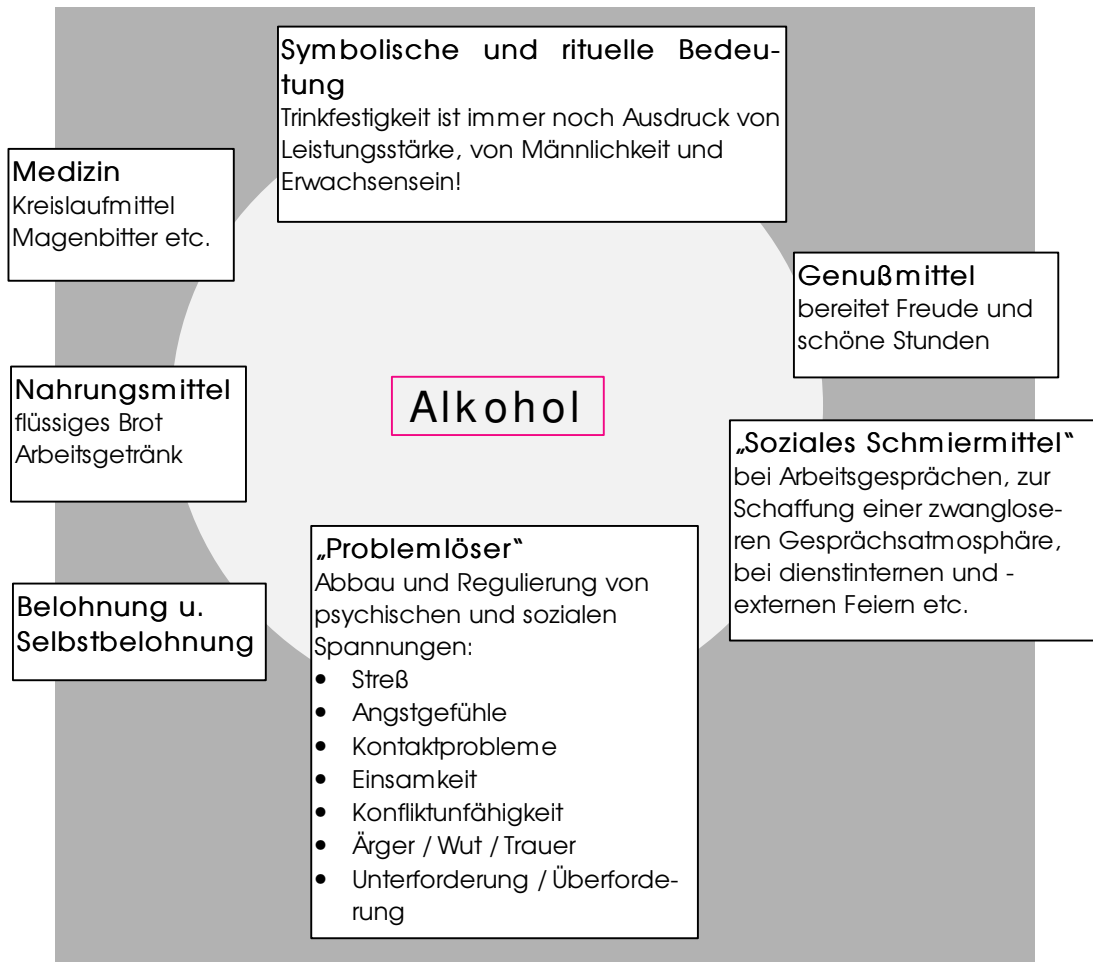 Symbolische und rituelle Bedeu-
tung
Trinkfestigkeit ist immer noch Ausdruck von
Leistungsstärke, von Männlichkeit und
Erwachsensein!
Medizin
Kreislaufmittel
Magenbitter etc.
Genußmittel
bereitet Freude und
schöne Stunden
Nahrungsmittel
flüssiges Brot
Arbeitsgetränk
Alkohol
„Soziales Schmiermittel“
bei Arbeitsgesprächen, zur
Schaffung einer zwanglose-
ren Gesprächsatmosphäre,
bei dienstinternen und -
externen Feiern etc.
Belohnung u.
Selbstbelohnung
„Problemlöser“
Abbau und Regulierung von
psychischen und sozialen
Spannungen:
• Streß
• Angstgefühle
• Kontaktprobleme
• Einsamkeit
• Konfliktunfähigkeit
• Ärger / Wut / Trauer
• Unterforderung / Überforde-
rung